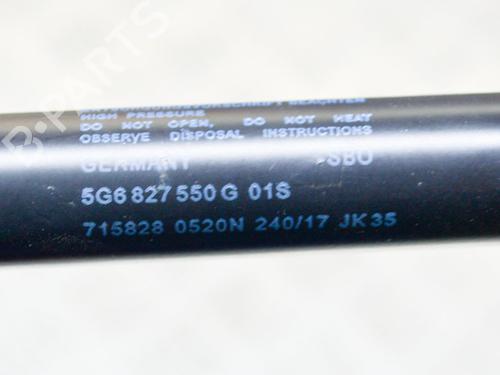 HIGH PRESSURE
DO NOT OPEN, DO NOT HEAT
OBSERVE DISPOSAL INSTRUCTIONS
GERMANY -SBO
5G6 827 550 G 01S
715828 0520N 240/17 JK35
B-PARTS